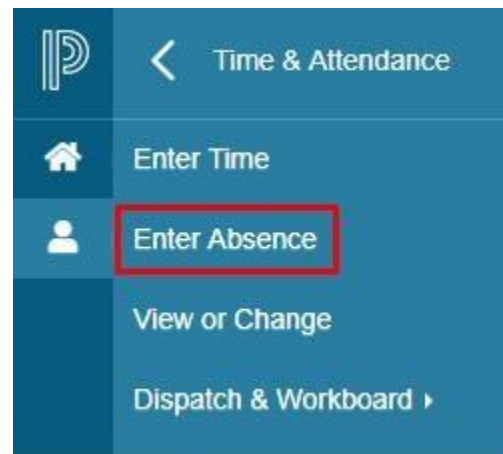 Time & Attendance
Enter Time
Enter Absence
View or Change
Dispatch & Workboard